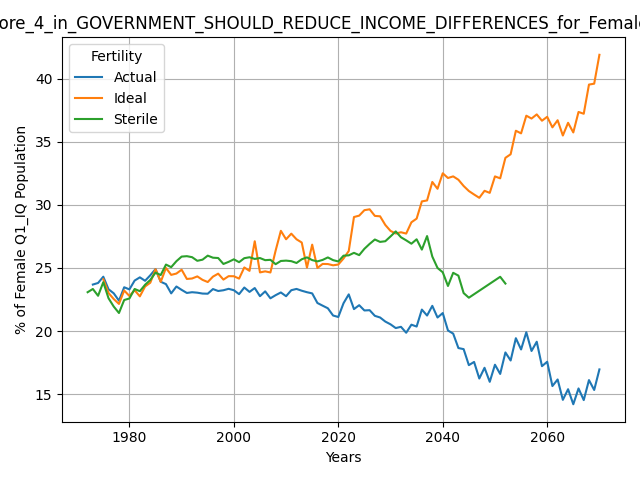 ore_4_in_GOVERNMENT_SHOULD_REDUCE_INCOME_DIFFERENCES_for_Female
Fertility
Actual
Ideal
Sterile
% of Female Q1_IQ Population
40
35
30
25
20
15
1980
2000
2020
2040
2060
Years